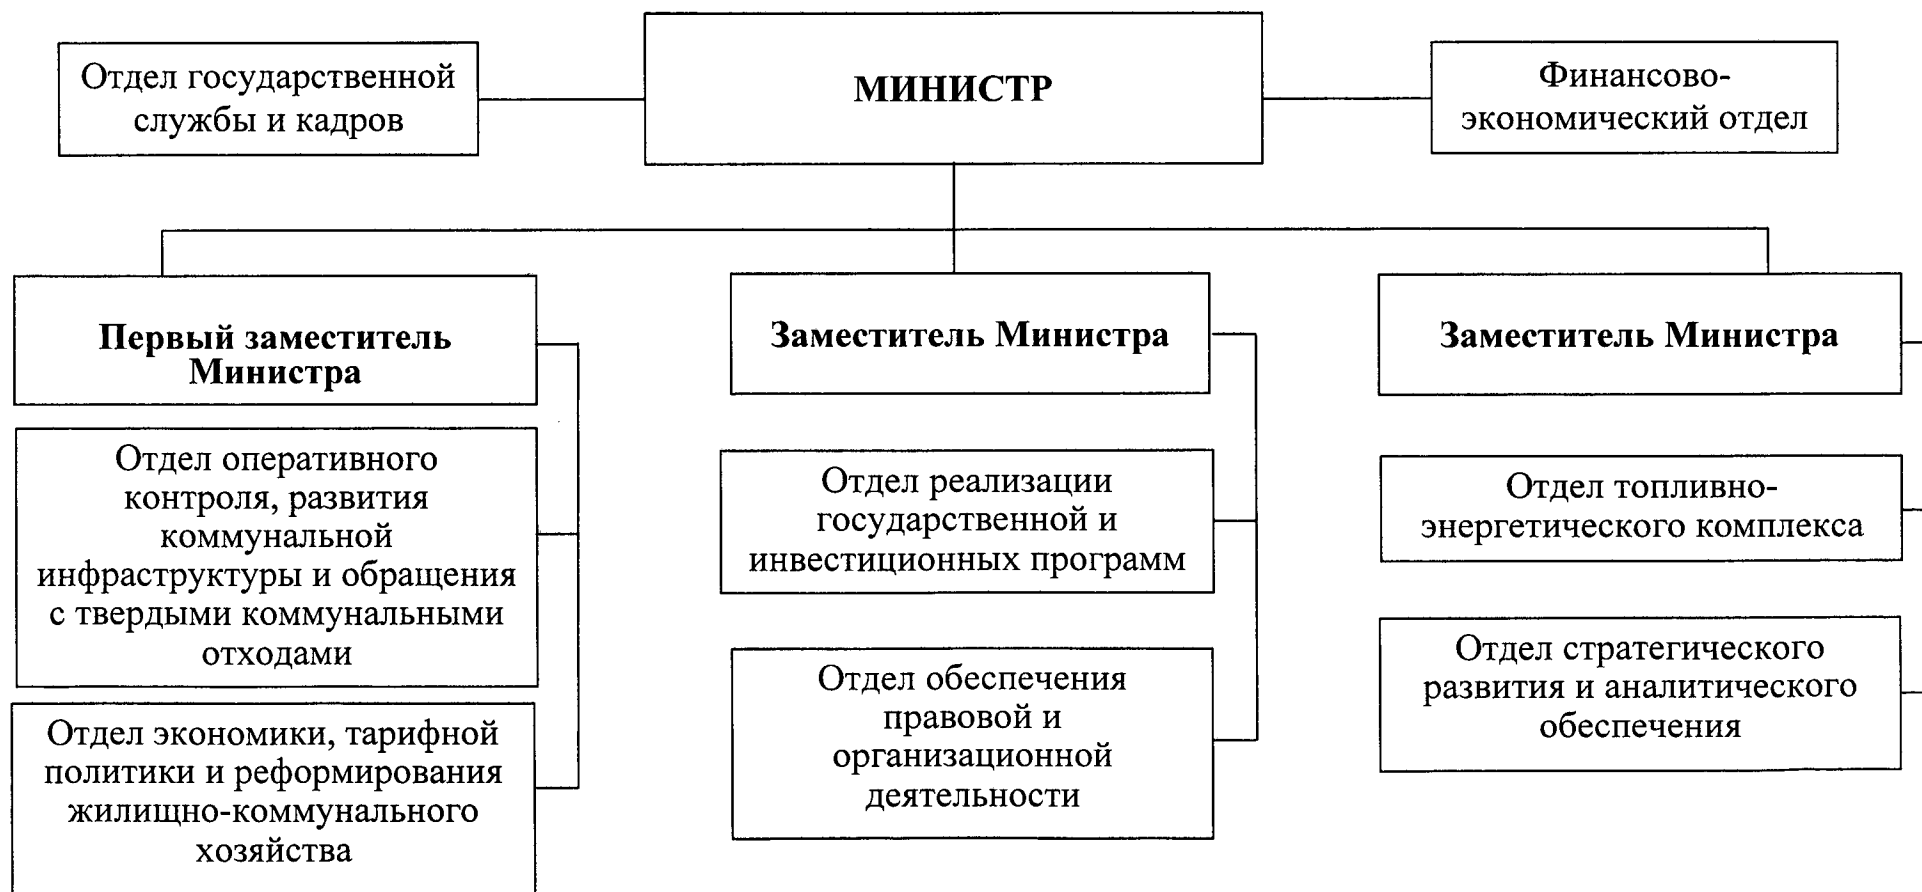 Отдел государственной
службы и кадров
МИНИСТР
Финансово-
экономический отдел
Первый заместитель
Министра
Заместитель Министра
Заместитель Министра
Отдел оперативного
контроля, развития
коммунальной
инфраструктуры и обращения
с твердыми коммунальными
отходами
Отдел реализации
государственной и
инвестиционных программ
Отдел топливно-
энергетического комплекса
Отдел экономики, тарифной
политики и реформирования
жилищно-коммунального
хозяйства
Отдел обеспечения
правовой и
организационной
деятельности
Отдел стратегического
развития и аналитического
обеспечения